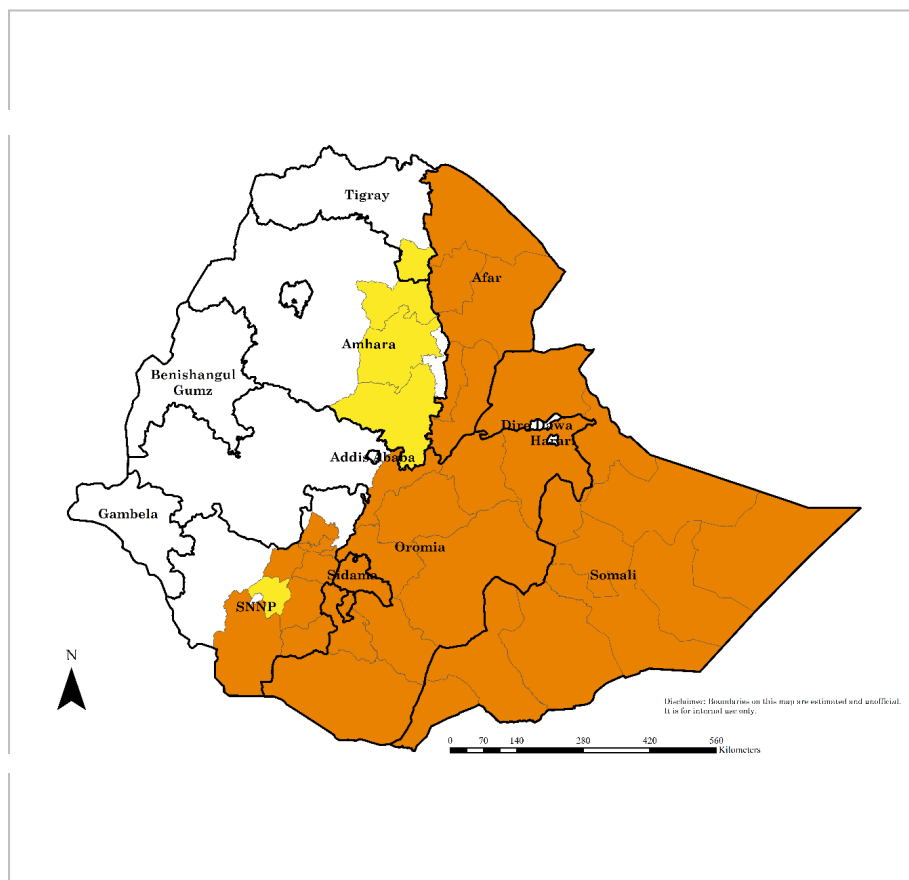 Tigray
Afar
Amhara
Benishangul
Gumz
Dire Dawa
Harar
Addis Ababa
Gambela
Oromia
Sidama
Somali
SNNP
N
Disclaimer: Boundaries on this map are estimated and unofficial.
It is for internal use only.
0 70 140 280 420 560
Kilometers